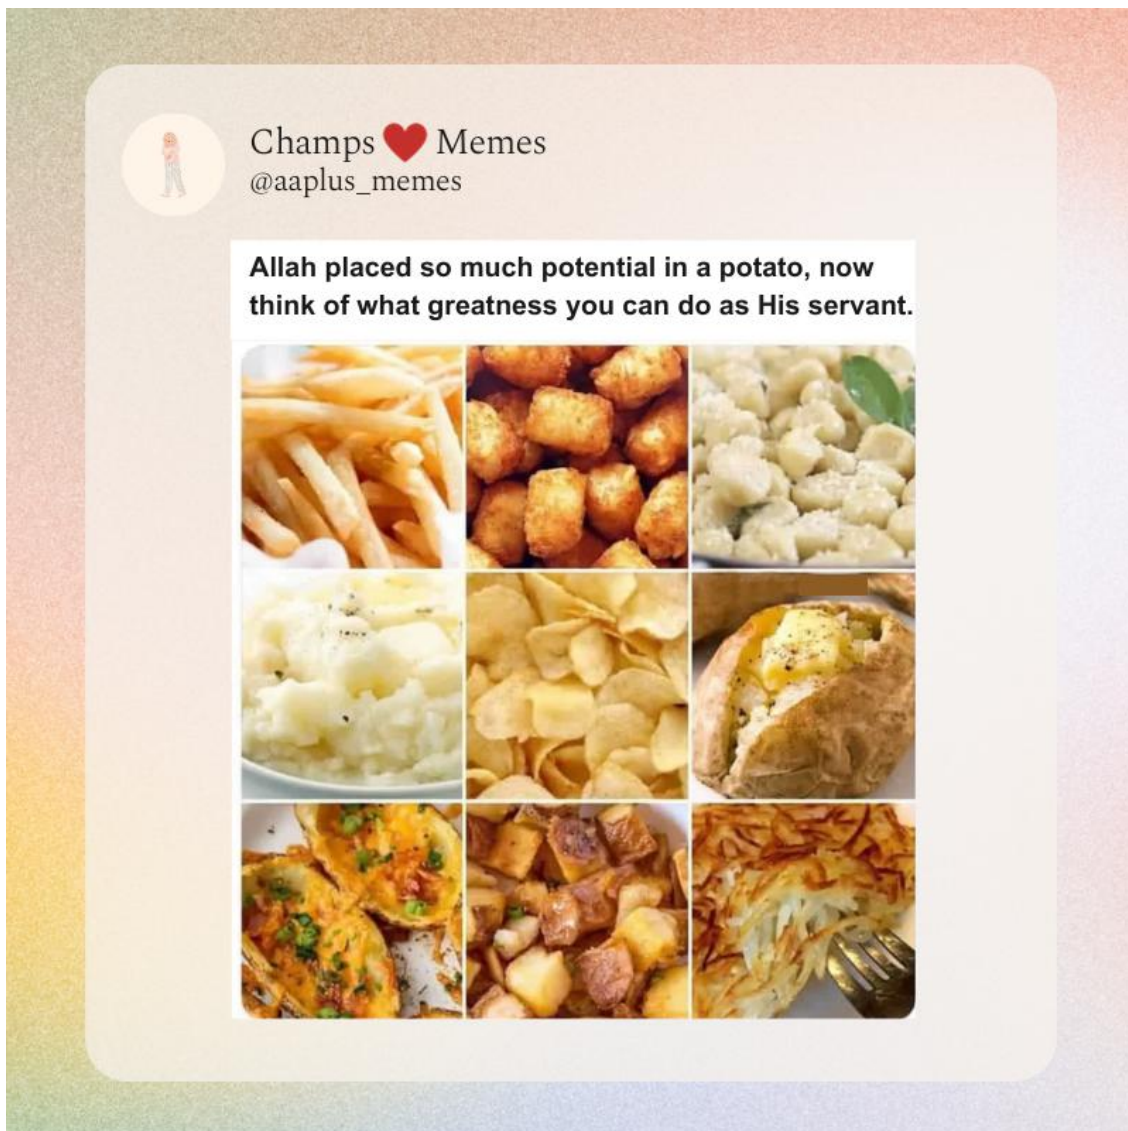 Champs ❤️ Memes
@aaplus_memes
Allah placed so much potential in a potato, now
think of what greatness you can do as His servant.